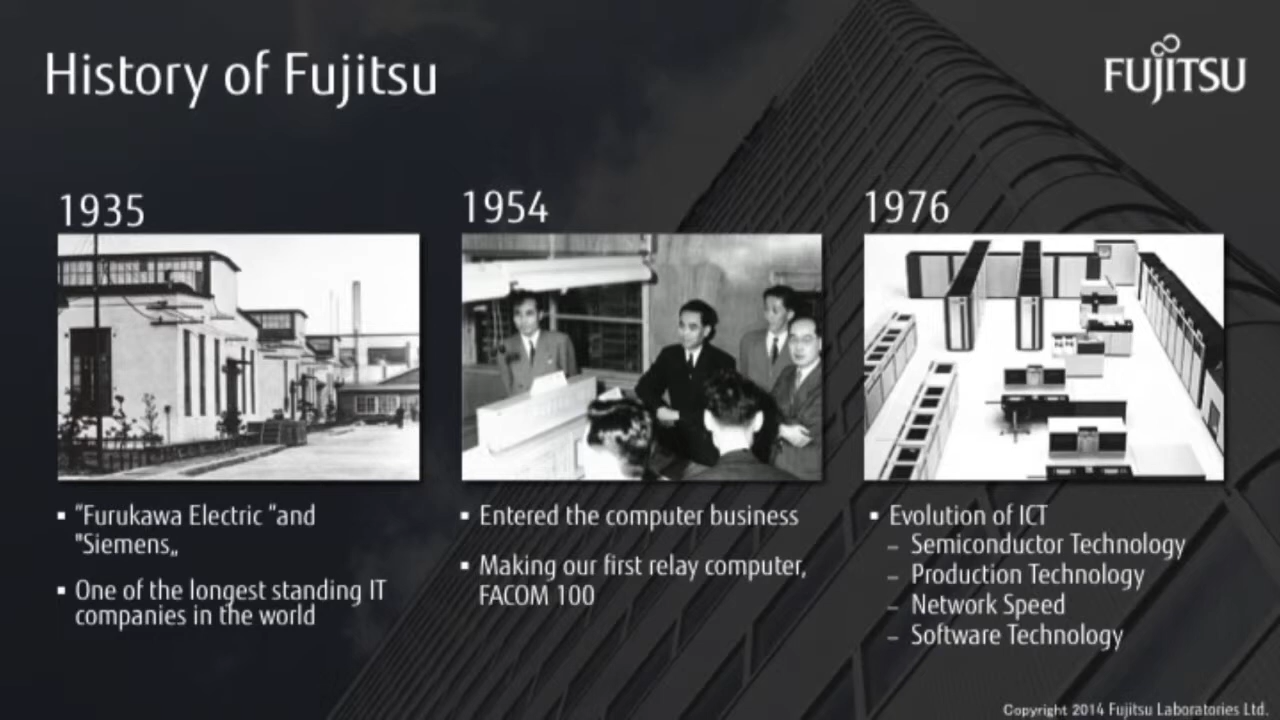 History of Fujitsu
FUJITSU
1935
1954
1976
▪ “Furukawa Electric “and
"Siemens„
▪ One of the longest standing IT
companies in the world
▪ Entered the computer business
▪ Making our first relay computer,
FACOM 100
▪ Evolution of ICT
– Semiconductor Technology
– Production Technology
– Network Speed
– Software Technology
Copyright 2014 Fujitsu Laboratories Ltd.